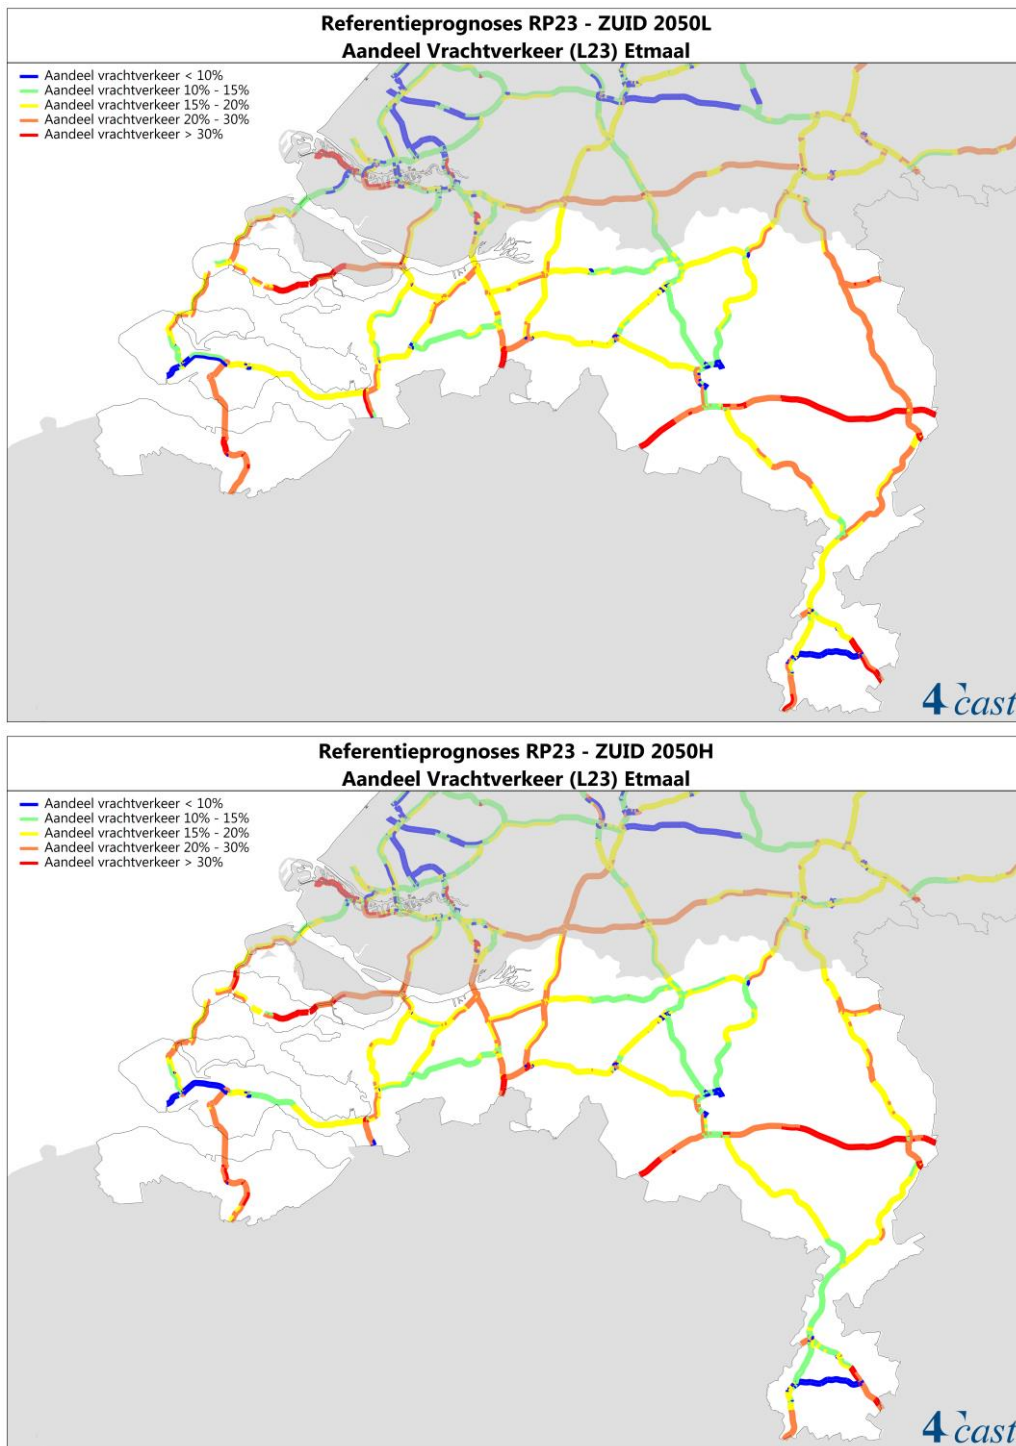 Referentieprognoses RP23 - ZUID 2050L
Aandeel Vrachtverkeer (L23) Etmaal
Aandeel vrachtverkeer < 10%
Aandeel vrachtverkeer 10% - 15%
Aandeel vrachtverkeer 15% - 20%
Aandeel vrachtverkeer 20% - 30%
Aandeel vrachtverkeer > 30%
4cast
Referentieprognoses RP23 - ZUID 2050H
Aandeel Vrachtverkeer (L23) Etmaal
Aandeel vrachtverkeer < 10%
Aandeel vrachtverkeer 10% - 15%
Aandeel vrachtverkeer 15% - 20%
Aandeel vrachtverkeer 20% - 30%
Aandeel vrachtverkeer > 30%
4cast